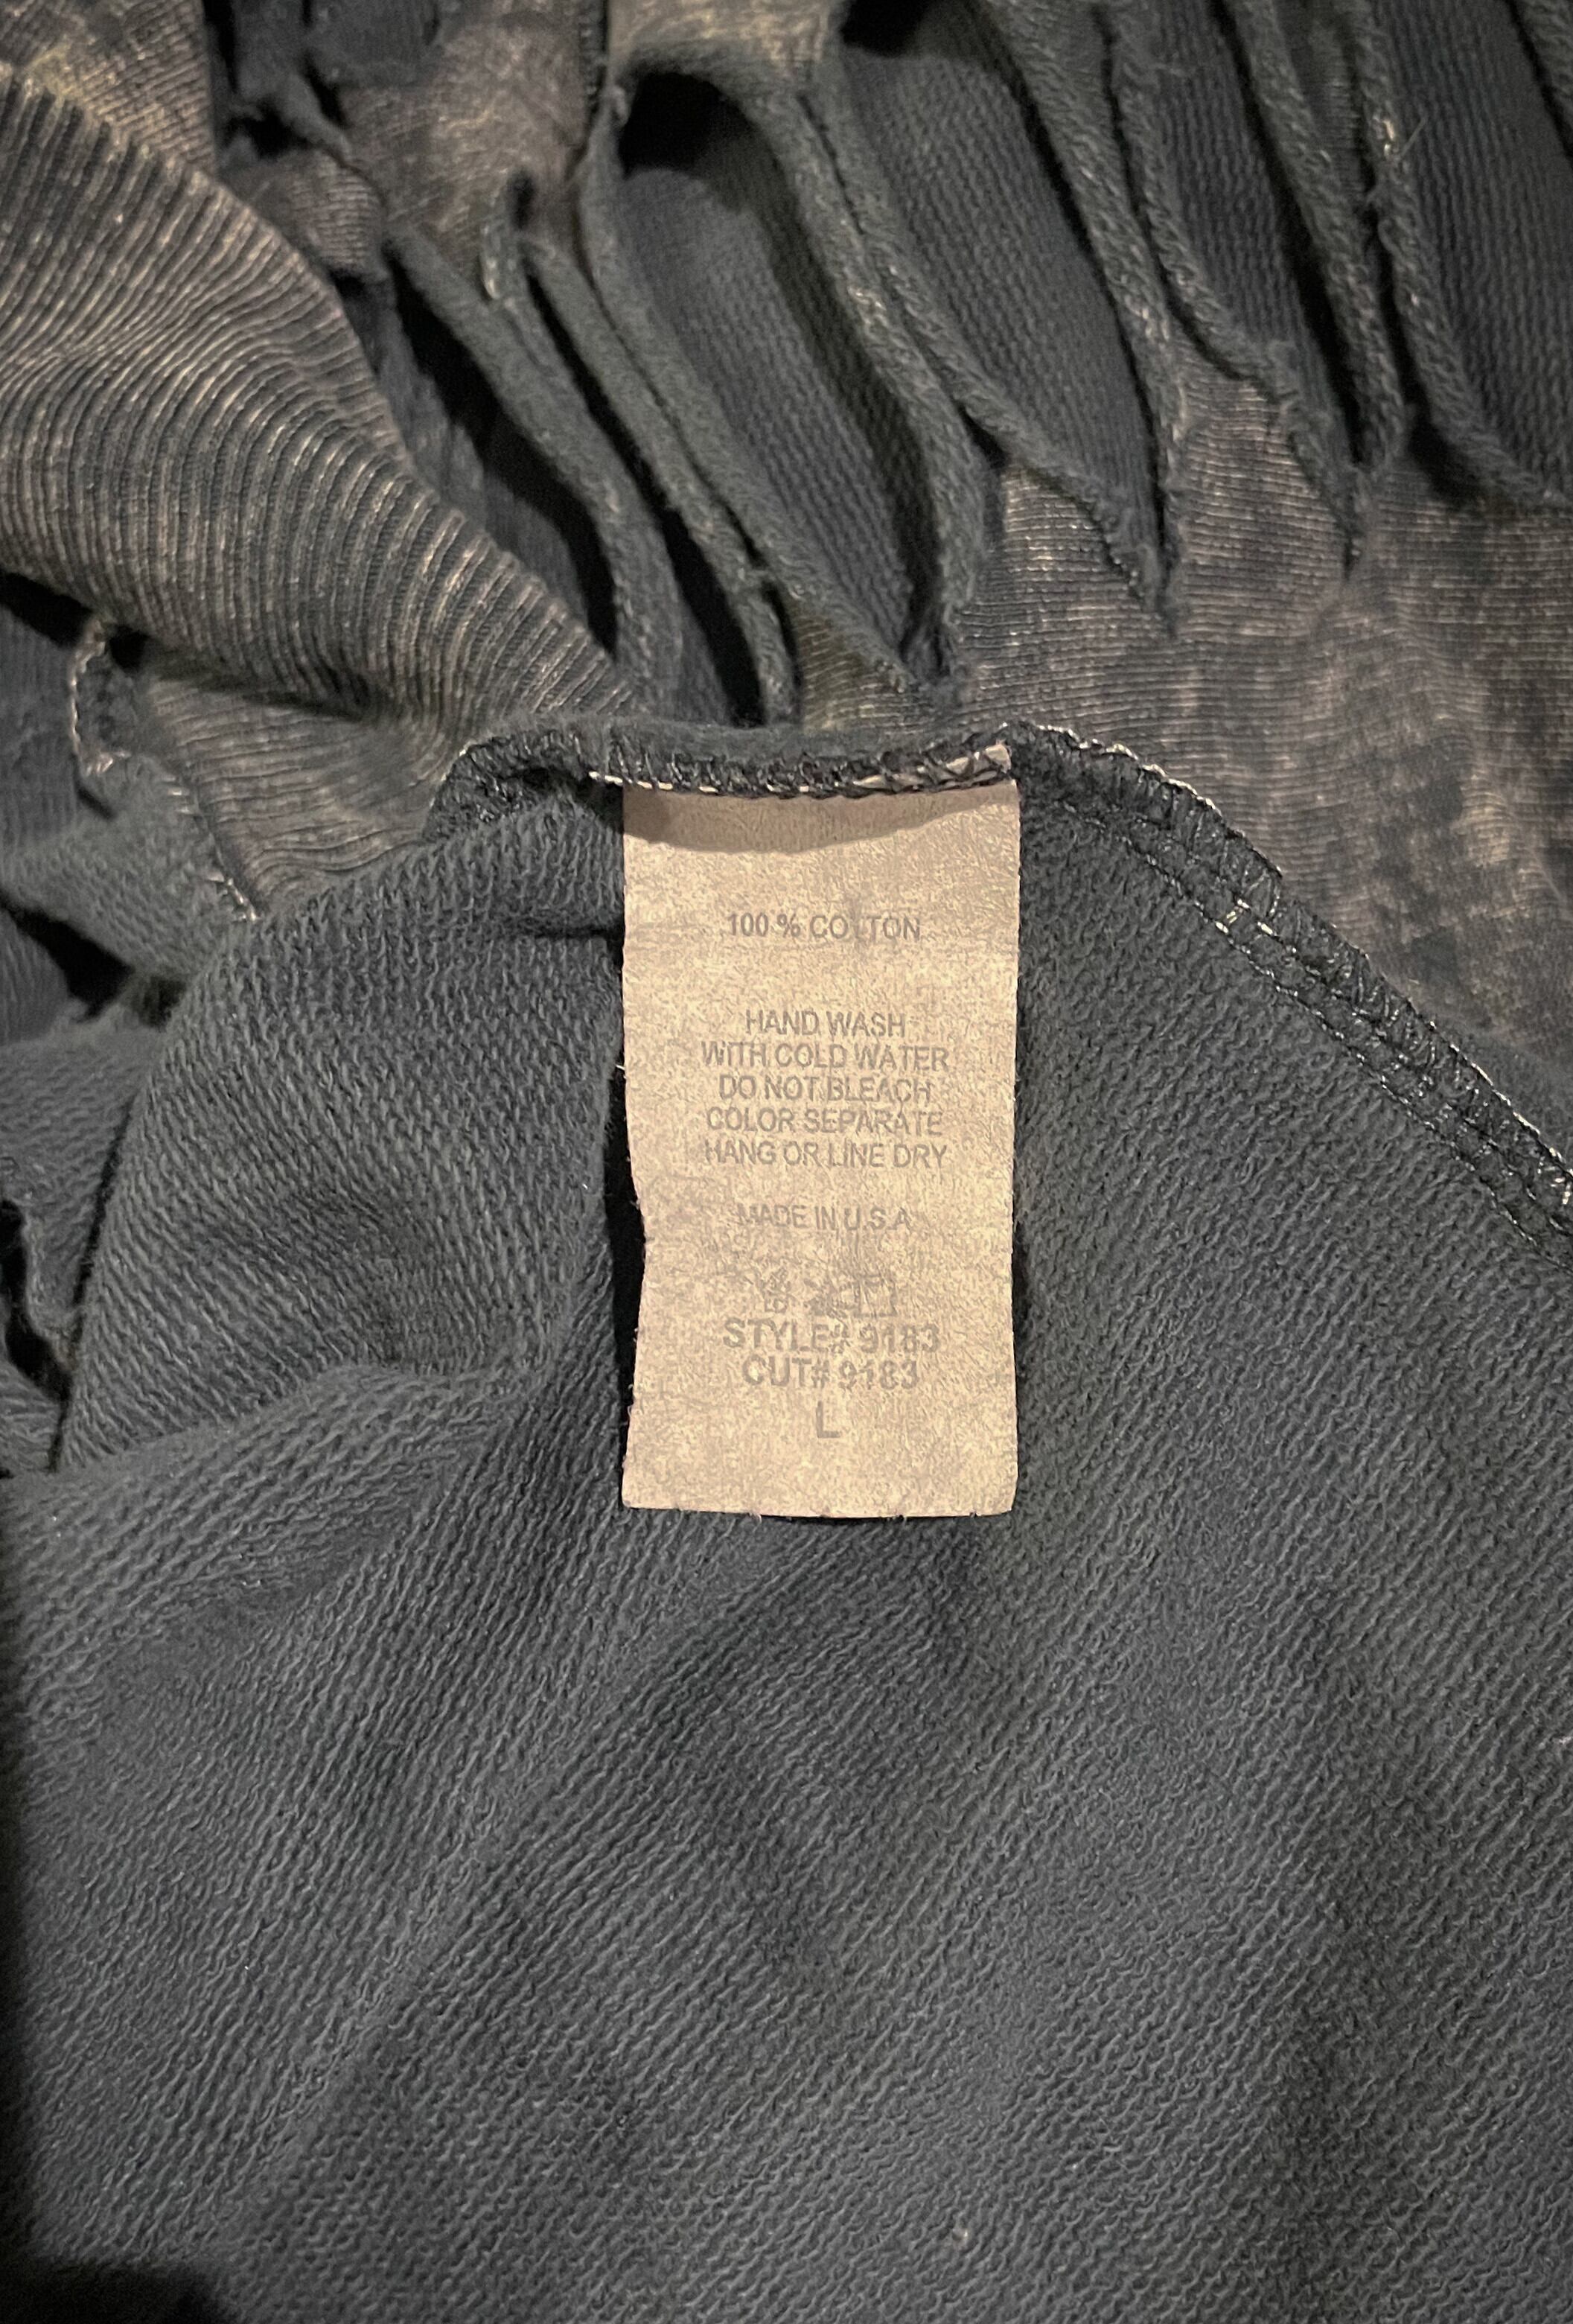 100 % COTTON
HAND WASH
WITH COLD WATER
DO NOT BLEACH
COLOR SEPARATE
HANG OR LINE DRY
MADE IN U.S.A
STYLE# 9183
CUT# 9183
L